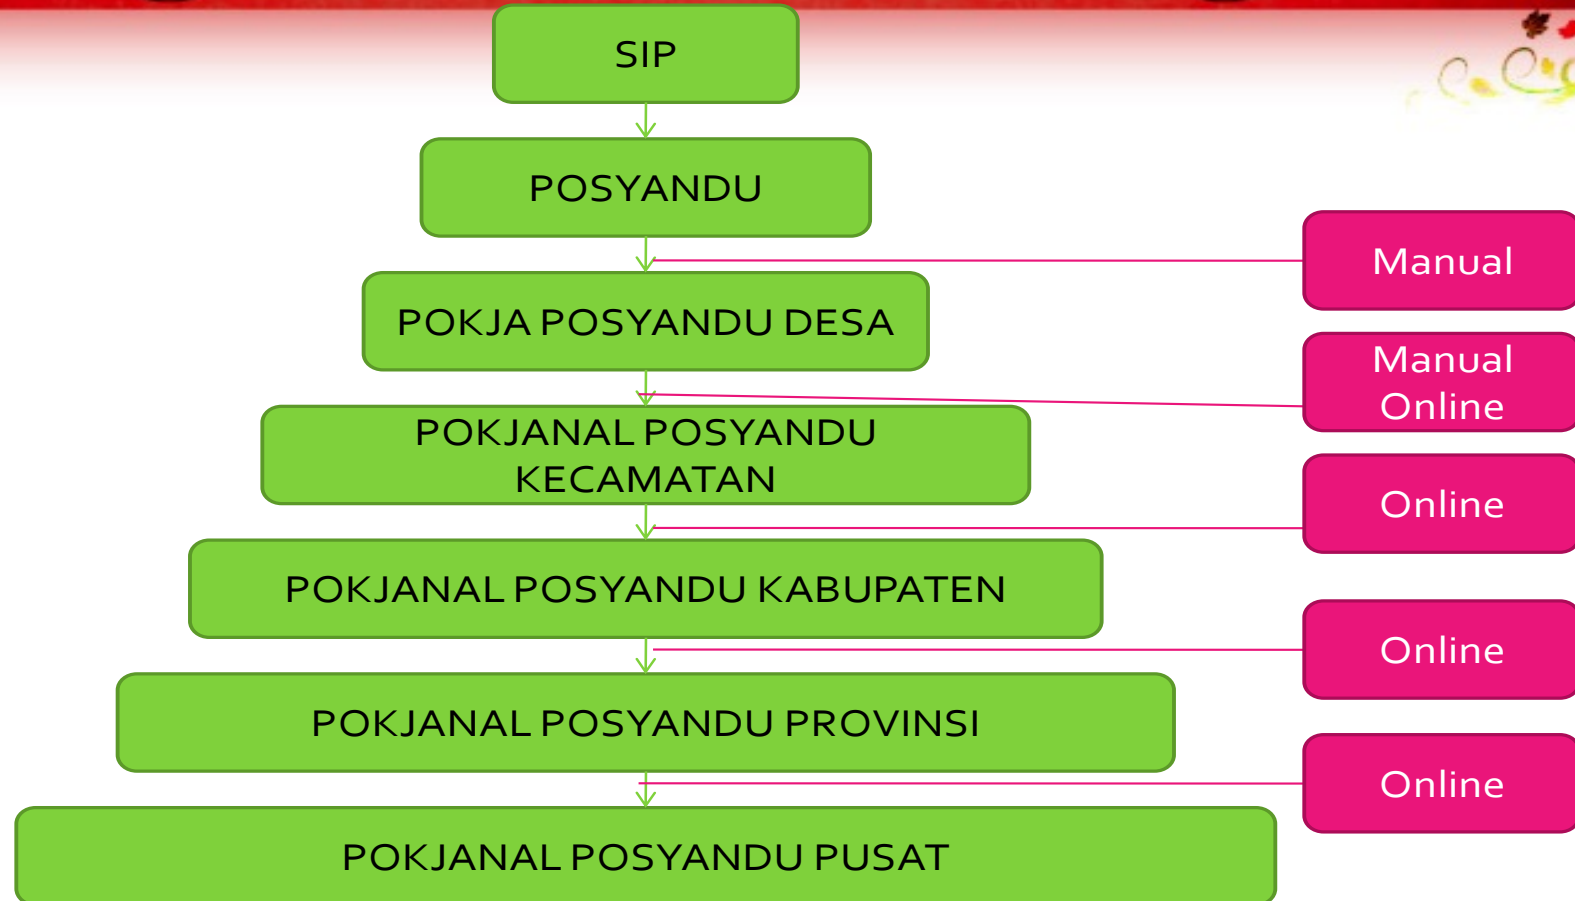 SIP
POSYANDU
Manual
POKJA POSYANDU DESA
Manual
Online
POKJANAL POSYANDU
KECAMATAN
Online
POKJANAL POSYANDU KABUPATEN
Online
POKJANAL POSYANDU PROVINSI
Online
POKJANAL POSYANDU PUSAT